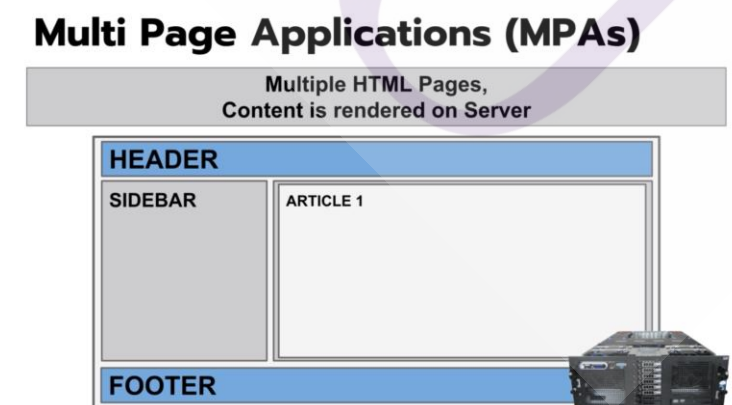 Multi Page Applications (MPAs)
Multiple HTML Pages,
Content is rendered on Server
HEADER
SIDEBAR
ARTICLE 1
FOOTER